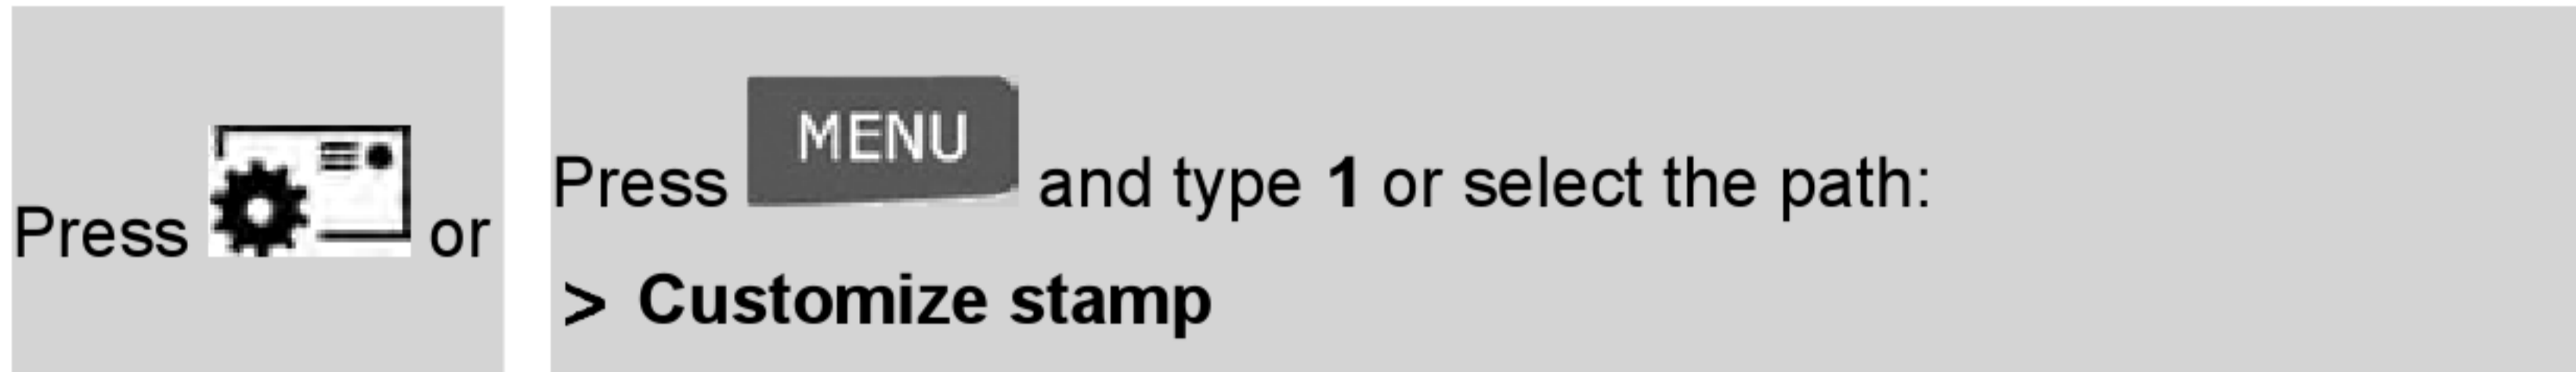 Press or
Press MENU and type 1 or select the path:
> Customize stamp